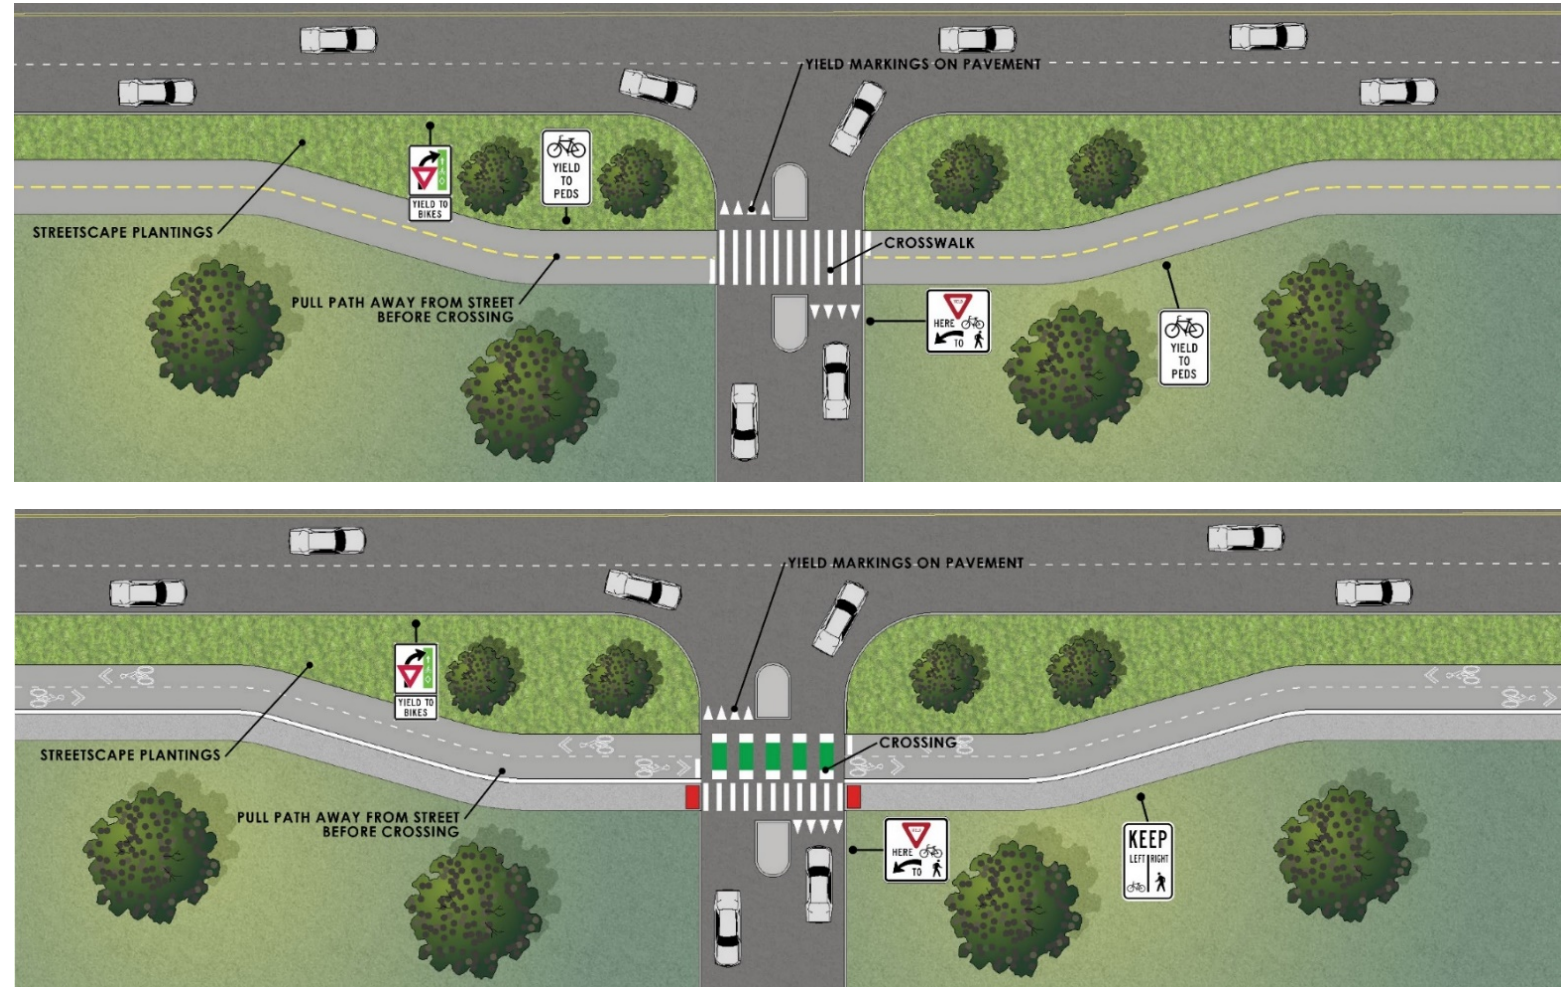 YIELD MARKINGS ON PAVEMENT
YIELD TO
BIKES
YIELD
TO
PEDS
STREETSCAPE PLANTINGS
CROSSWALK
PULL PATH AWAY FROM STREET
BEFORE CROSSING
YIELD
HERE
TO
YIELD
TO
PEDS
YIELD MARKINGS ON PAVEMENT
YIELD TO
BIKES
STREETSCAPE PLANTINGS
CROSSING
PULL PATH AWAY FROM STREET
BEFORE CROSSING
YIELD
HERE
TO
KEEP
LEFT RIGHT